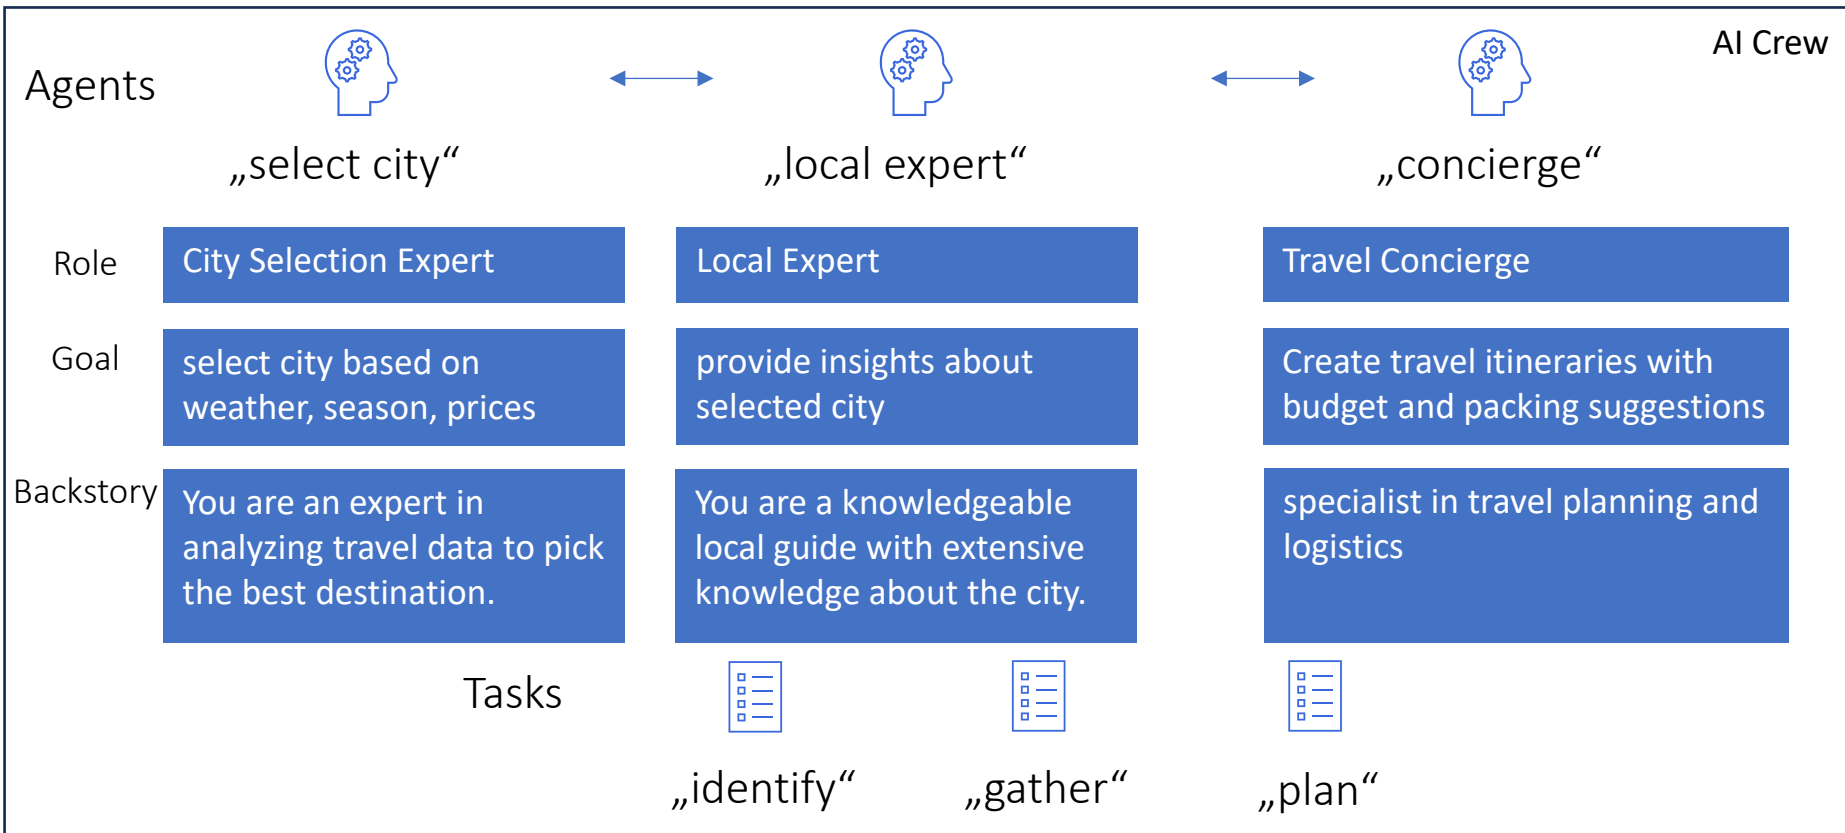 AI Crew
Agents
„select city“
„local expert“
„concierge“
Role
City Selection Expert
Local Expert
Travel Concierge
Goal
select city based on
weather, season, prices
provide insights about
selected city
Create travel itineraries with
budget and packing suggestions
Backstory
You are an expert in
analyzing travel data to pick
the best destination.
You are a knowledgeable
local guide with extensive
knowledge about the city.
specialist in travel planning and
logistics
Tasks
„identify“
„gather“
„plan“